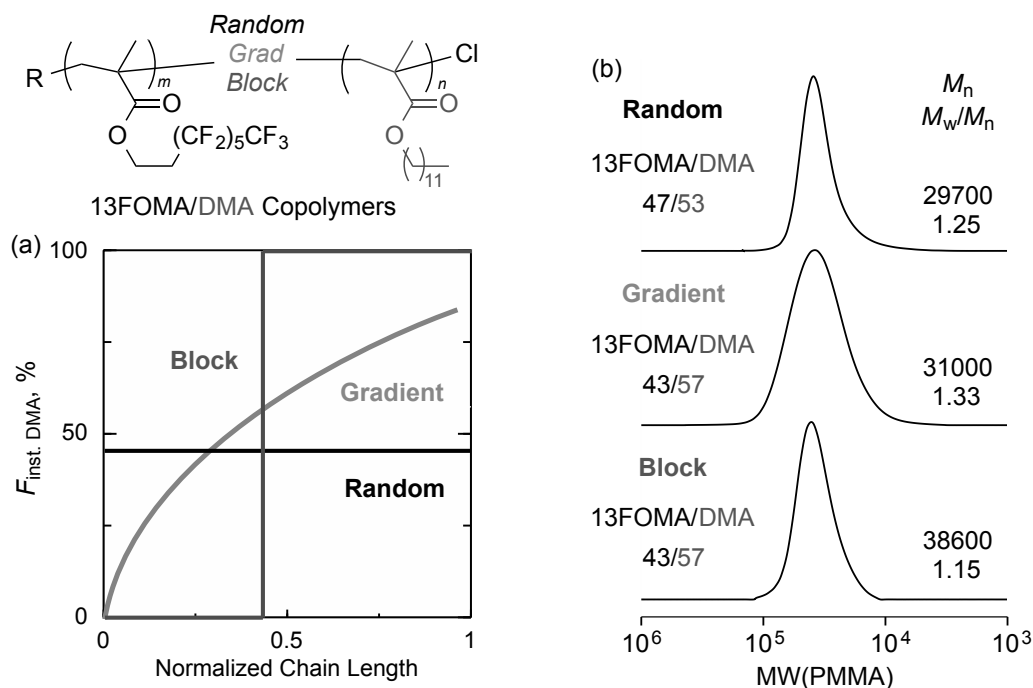 Random
Grad
Block
R
m
n
Cl
O
O
O
O
(CF2)5CF3
11
13FOMA/DMA Copolymers
(a)
100
50
0
Finst. DMA, %
Block
Gradient
Random
0
0.5
1
Normalized Chain Length
(b)
Mn
Mw/Mn
Random
13FOMA/DMA
47/53
29700
1.25
Gradient
13FOMA/DMA
43/57
31000
1.33
Block
13FOMA/DMA
43/57
38600
1.15
10^6
10^5
10^4
10^3
MW(PMMA)